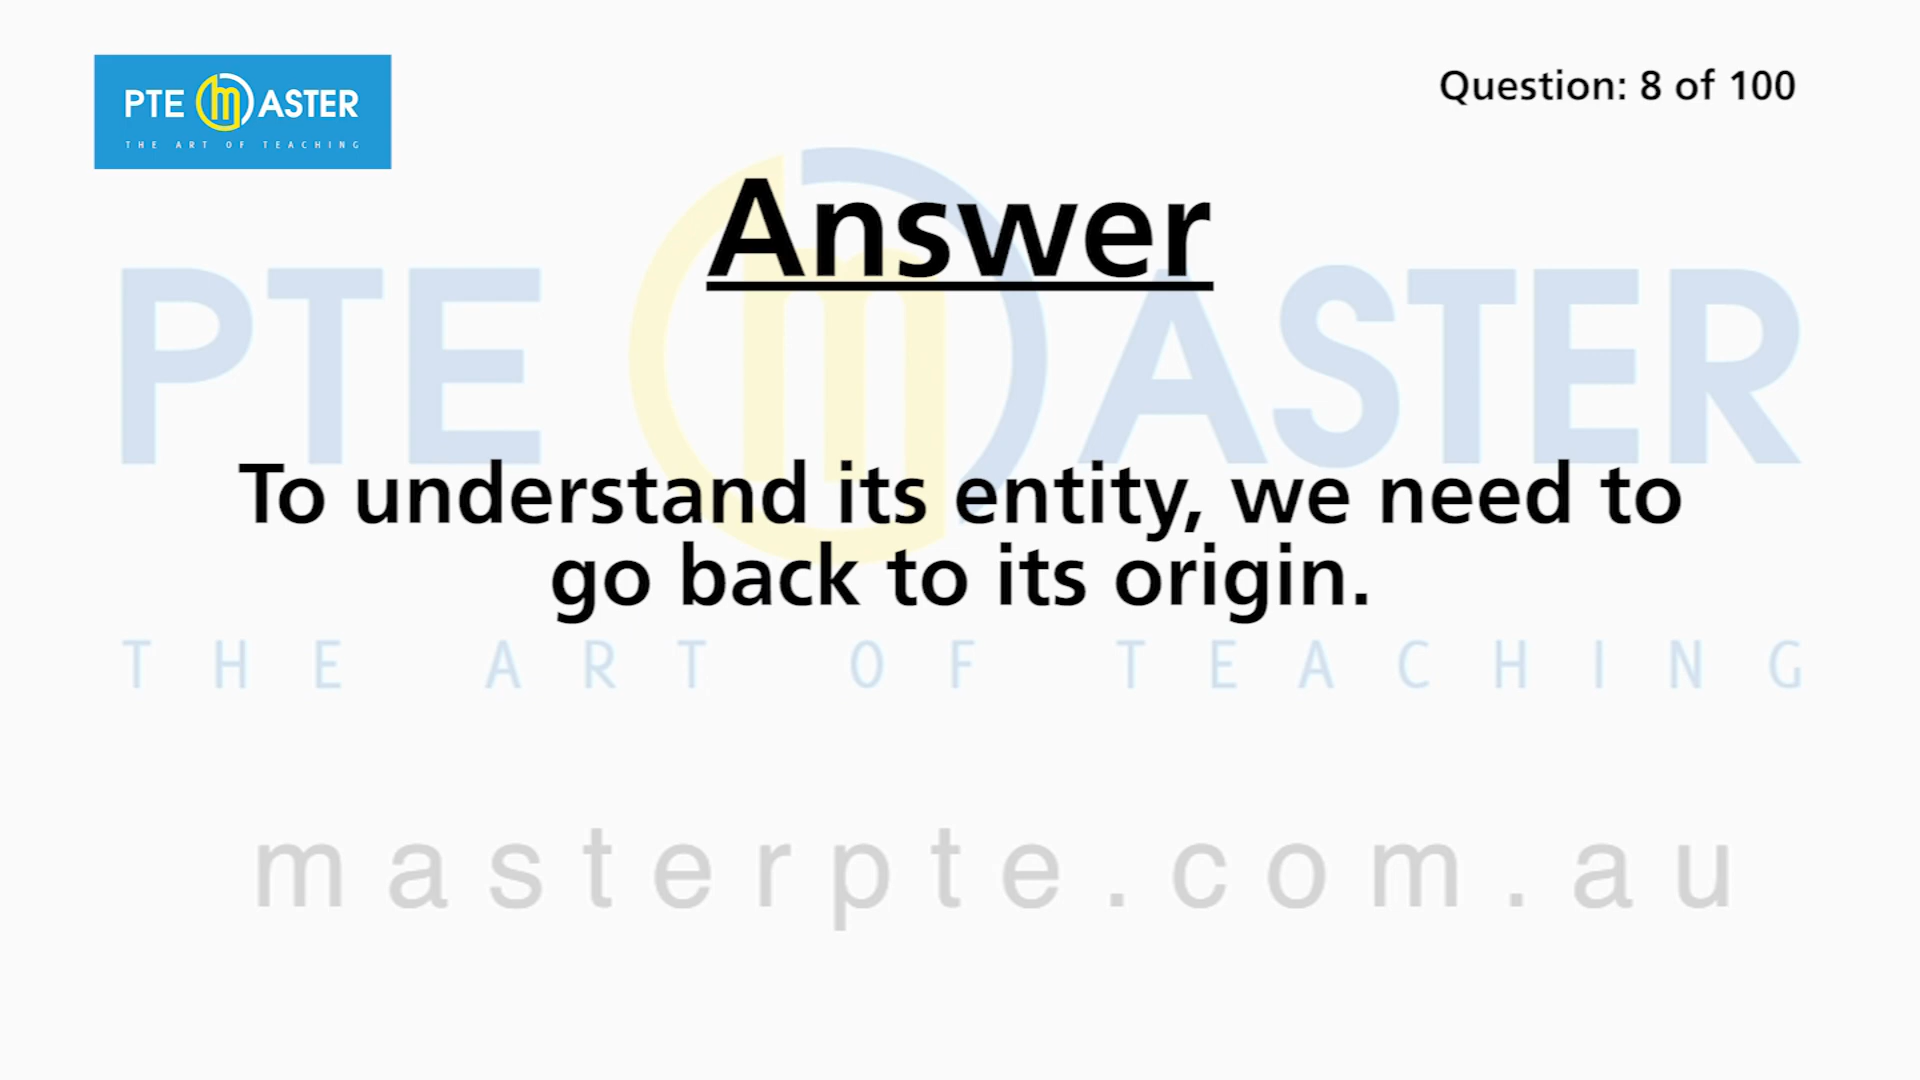 PTE MASTER
THE ART OF TEACHING
Question: 8 of 100
Answer
PTE MASTER
To understand its entity, we need to
go back to its origin.
THE ART OF TEACHING
masterpte.com.au